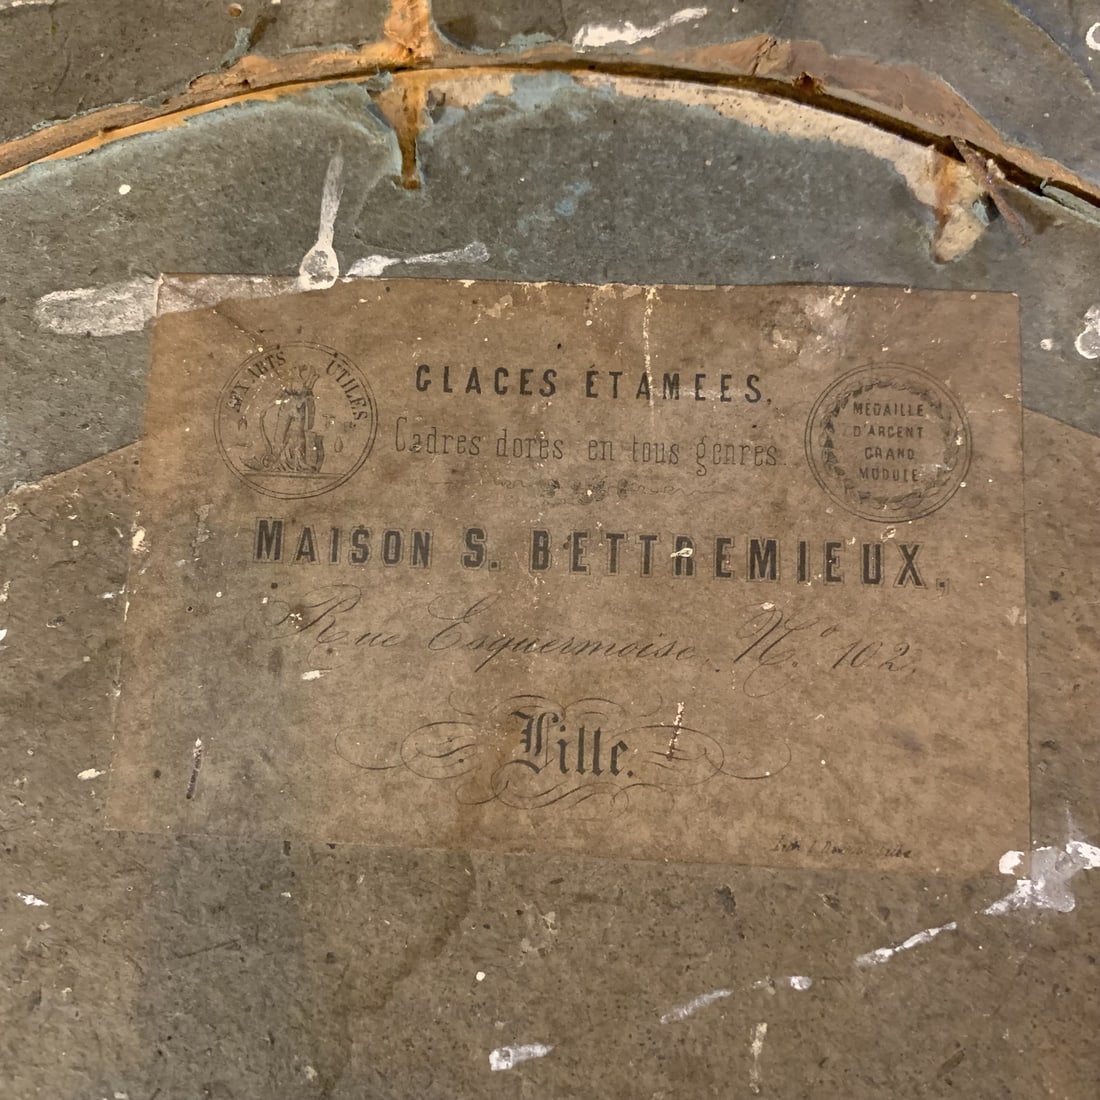 GLACES ÉTAMÉES,
Cadres dorés en tous genres.
AUX ARTS UTILES
MÉDAILLE
D'ARGENT
GRAND
MODULE
MAISON S. BETTREMIEUX,
Rue Esquermoise, N.o 102,
Lille.